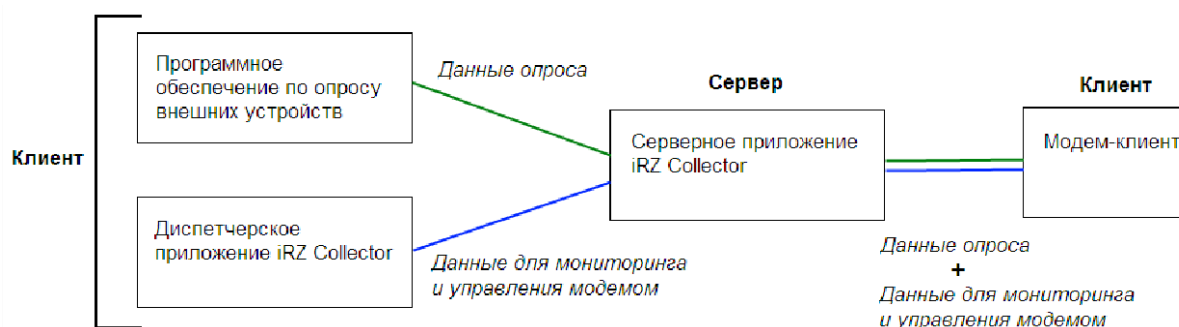 Клиент
Программное
обеспечение по опросу
внешних устройств
Диспетчерское
приложение iRZ Collector
Данные опроса
Данные для мониторинга
и управления модемом
Сервер
Серверное приложение
iRZ Collector
Клиент
Модем-клиент
Данные опроса
+
Данные для мониторинга
и управления модемом